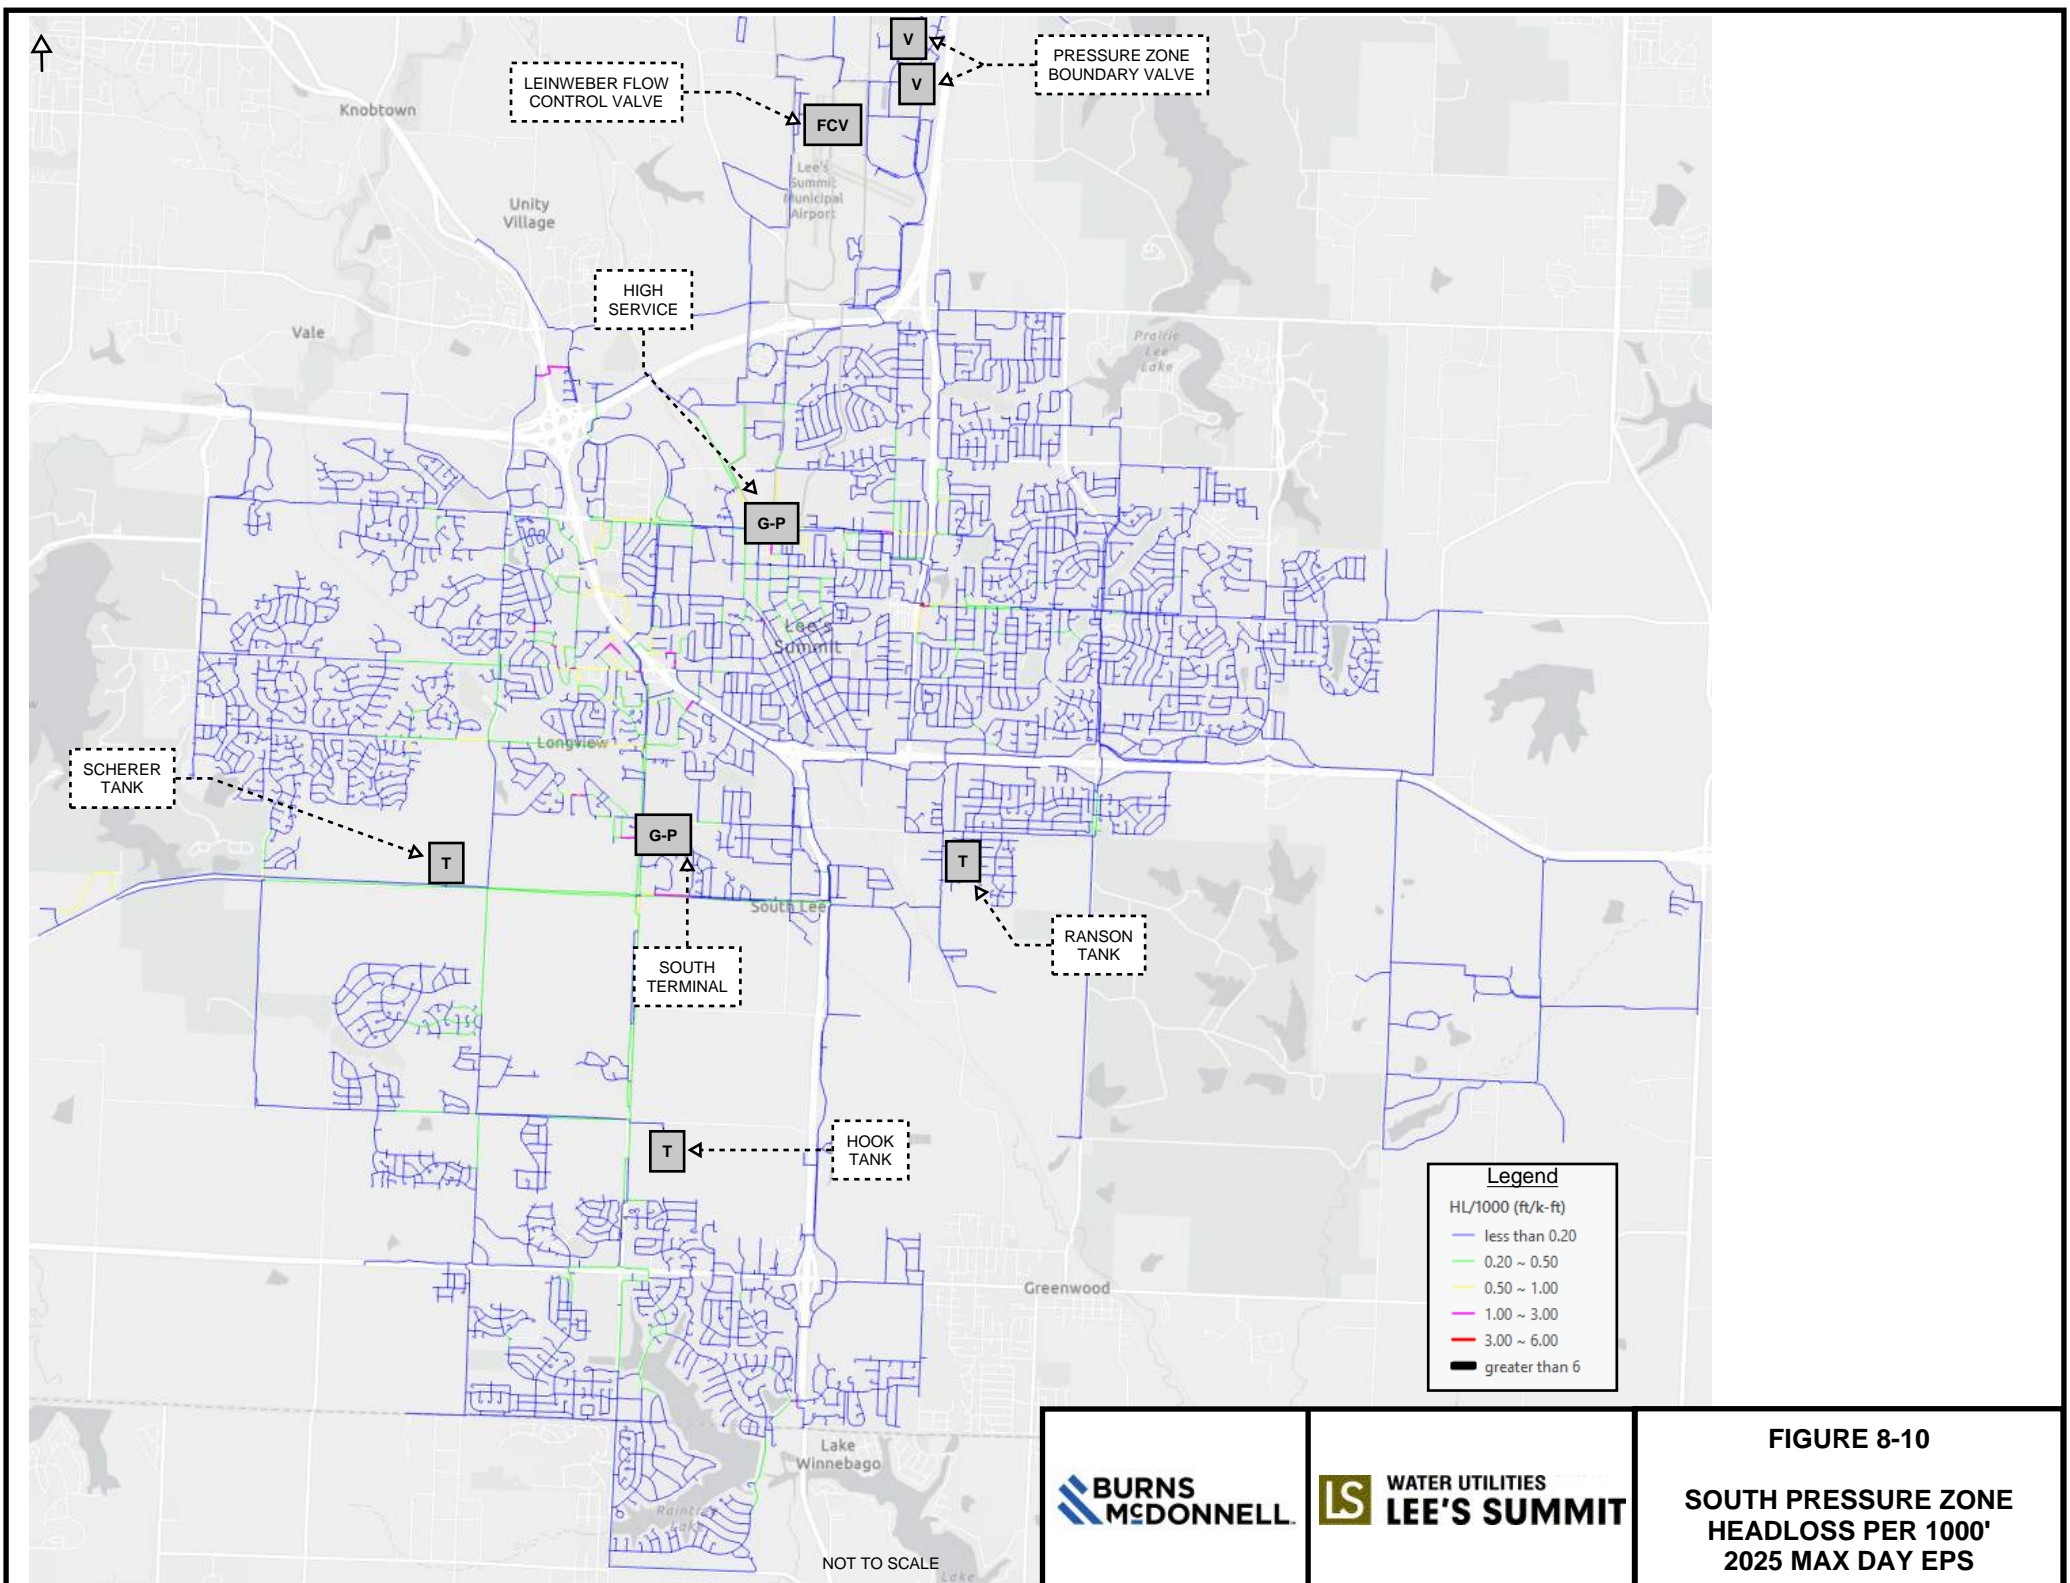 V
PRESSURE ZONE
BOUNDARY VALVE
V
LEINWEBER FLOW
CONTROL VALVE
FCV
Knobtown
Lee's
Summit
Municipal
Airport
Unity
Village
HIGH
SERVICE
Vale
Prairie
Lee
Lake
G-P
Lee's
Summit
Longview
SCHERER
TANK
T
G-P
T
South Lee
RANSON
TANK
SOUTH
TERMINAL
T
HOOK
TANK
Greenwood
Legend
HL/1000 (ft/k-ft)
less than 0.20
0.20 ~ 0.50
0.50 ~ 1.00
1.00 ~ 3.00
3.00 ~ 6.00
greater than 6
Lake
Winnebago
Raintree
Lake
NOT TO SCALE
Lake
BURNS
MCDONNELL
LS
WATER UTILITIES
LEE'S SUMMIT
FIGURE 8-10
SOUTH PRESSURE ZONE
HEADLOSS PER 1000'
2025 MAX DAY EPS